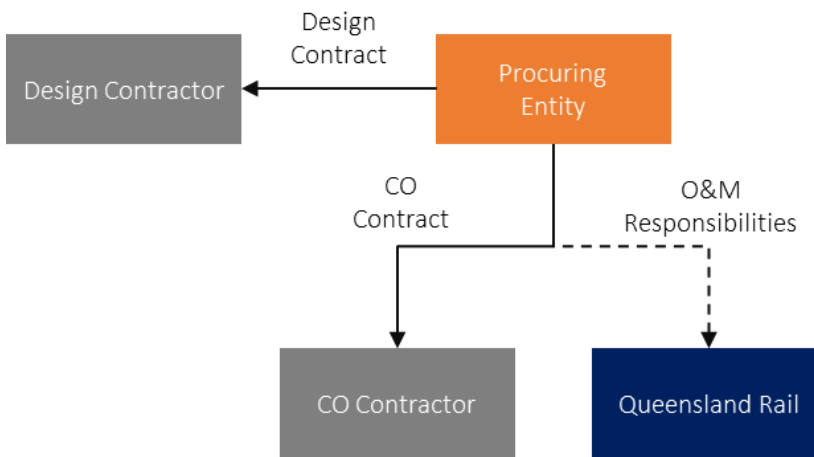 Design
Contract
Design Contractor
Procuring
Entity
CO
Contract
O&M
Responsibilities
CO Contractor
Queensland Rail